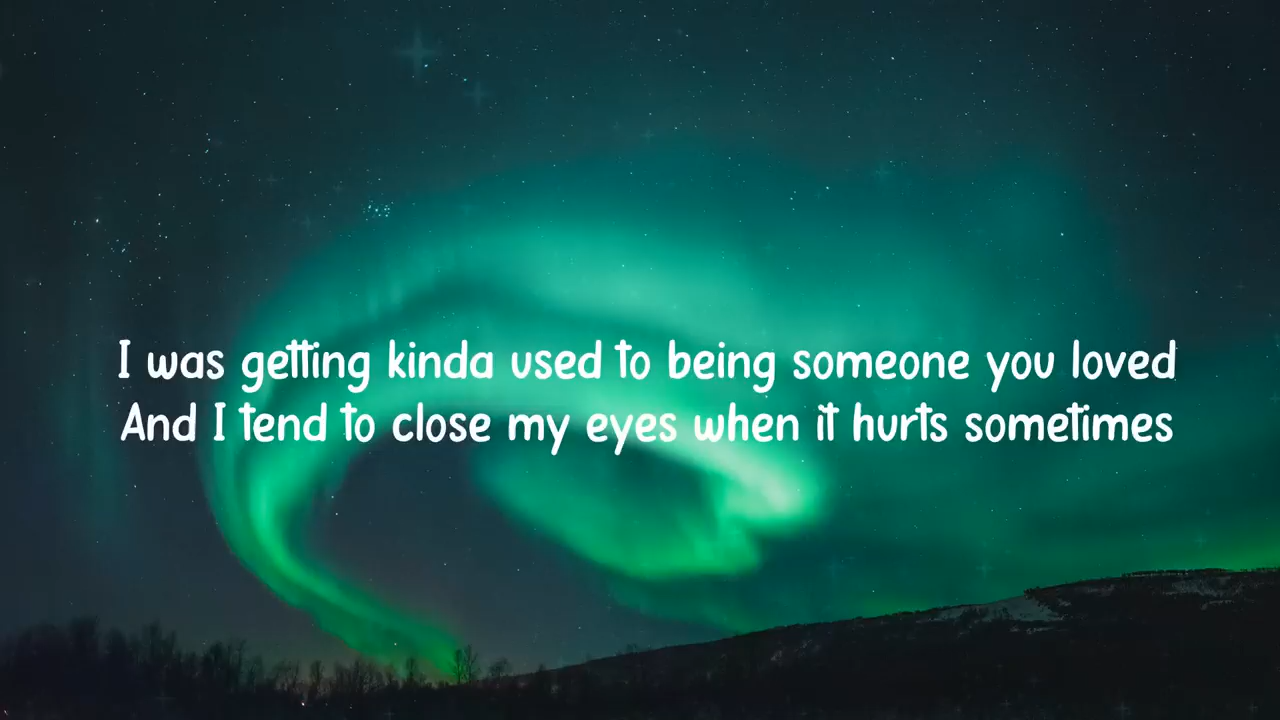 I was getting kinda used to being someone you loved
And I tend to close my eyes when it hurts sometimes